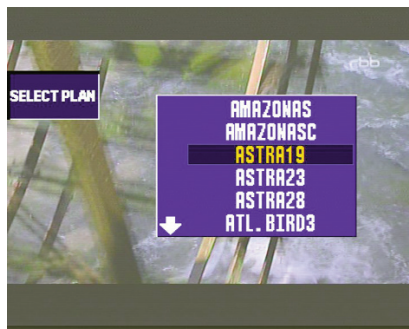 rbb
SELECT PLAN
AMAZONAS
AMAZONASC
ASTRA19
ASTRA23
ASTRA28
ATL.BIRD3